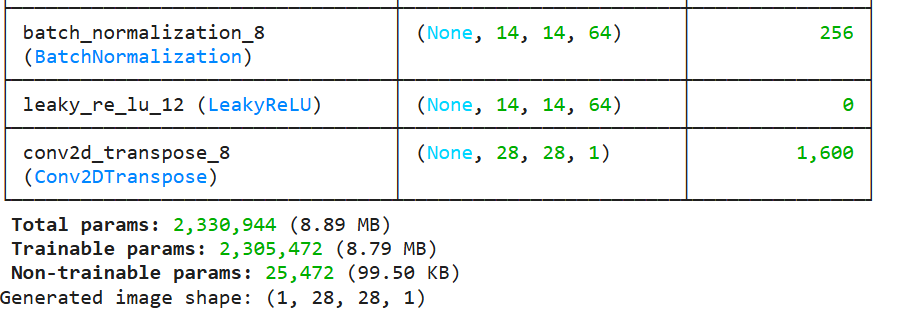 batch_normalization_8 (None, 14, 14, 64) 256
(BatchNormalization)
leaky_re_lu_12 (LeakyReLU) (None, 14, 14, 64) 0
conv2d_transpose_8 (None, 28, 28, 1) 1,600
(Conv2DTranspose)
Total params: 2,330,944 (8.89 MB)
Trainable params: 2,305,472 (8.79 MB)
Non-trainable params: 25,472 (99.50 KB)
Generated image shape: (1, 28, 28, 1)